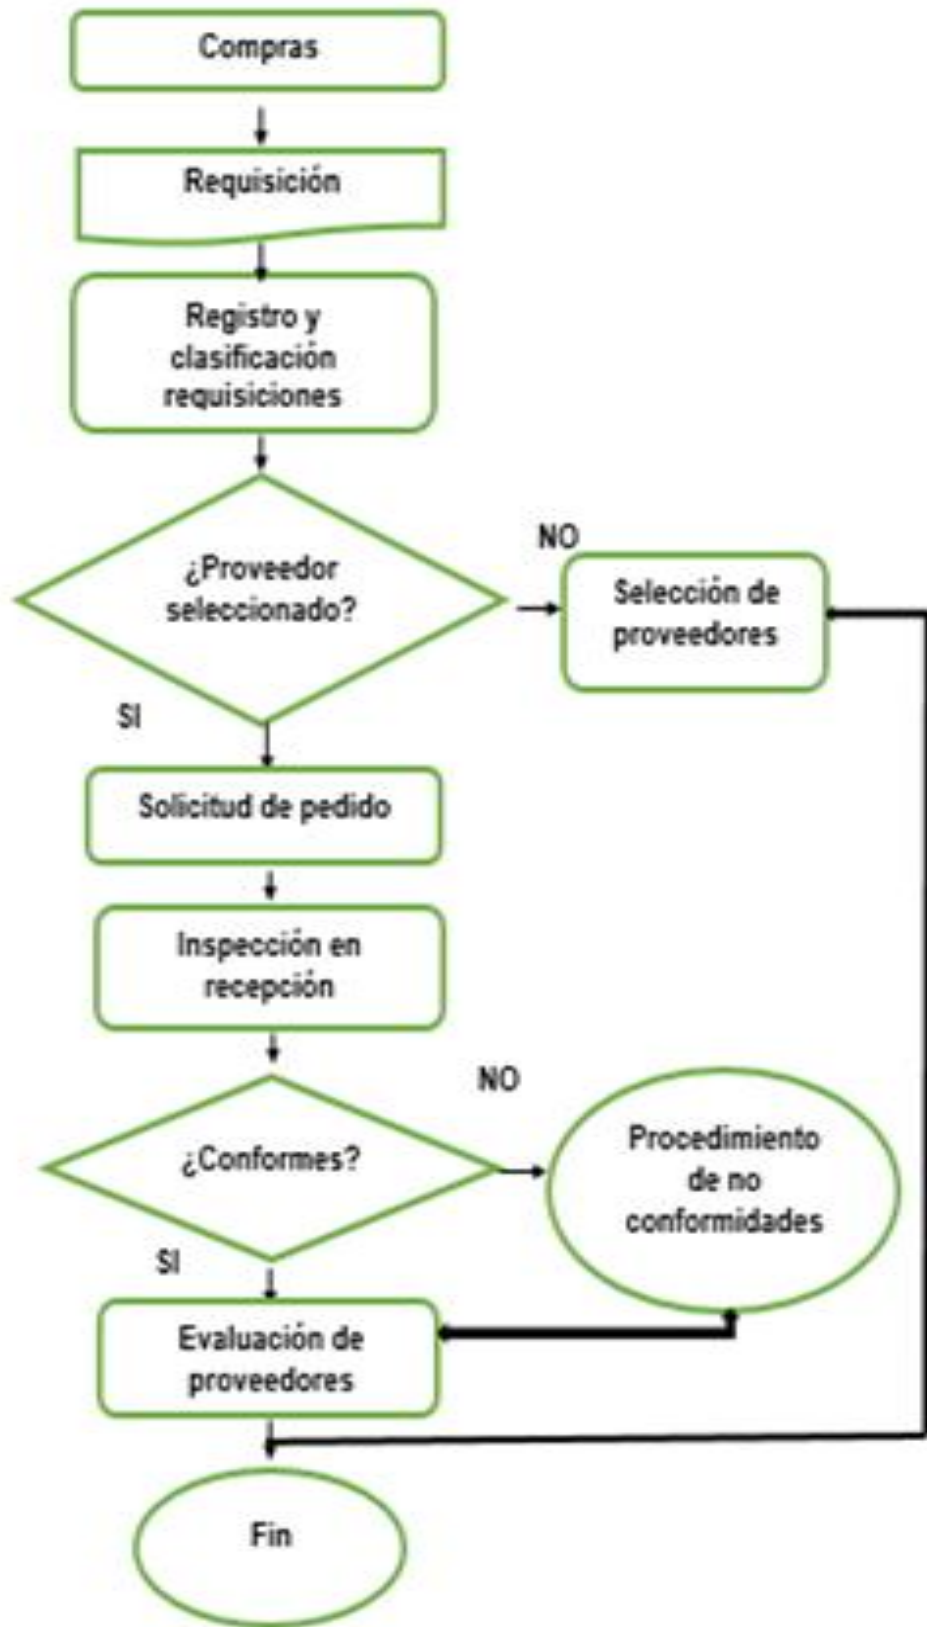 Compras
Requisición
Registro y
clasificación
requisiciones
¿Proveedor
seleccionado?
NO
Selección de
proveedores
SI
Solicitud de pedido
Inspección en
recepción
¿Conformes?
NO
Procedimiento
de no
conformidades
SI
Evaluación de
proveedores
Fin